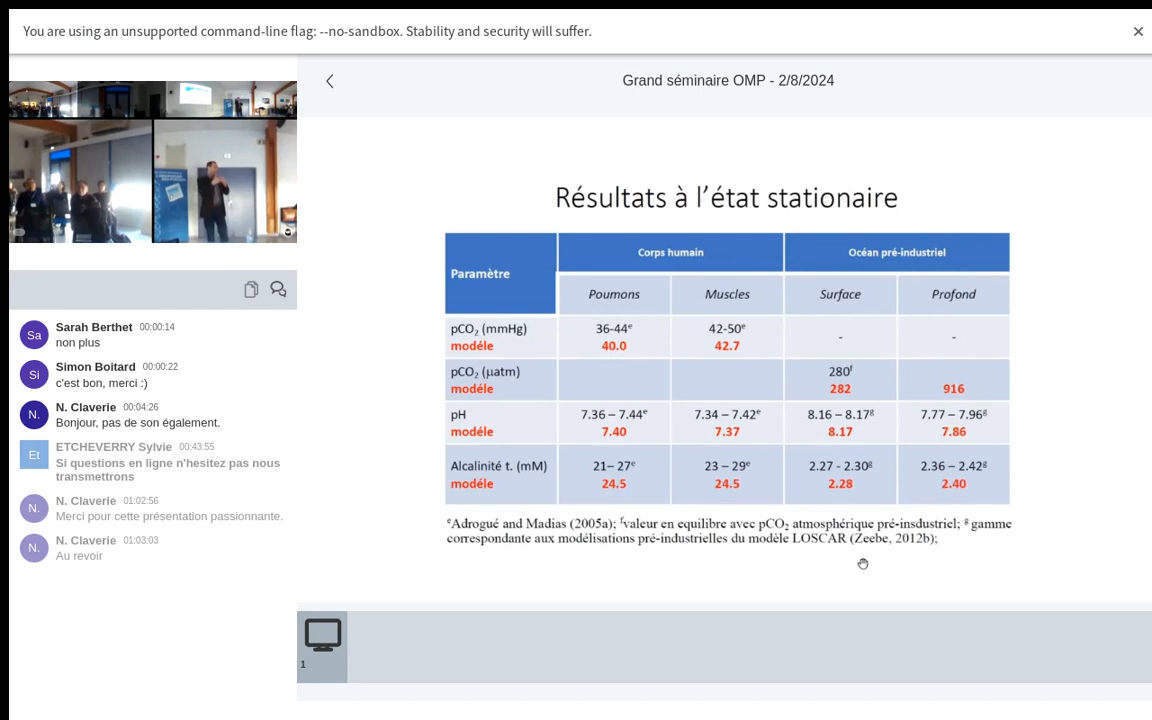 You are using an unsupported command-line flag: --no-sandbox. Stability and security will suffer.
Grand séminaire OMP - 2/8/2024
Sa
Sarah Berthet 00:00:14
non plus
Si
Simon Boitard 00:00:22
c'est bon, merci :)
N.
N. Claverie 00:04:26
Bonjour, pas de son également.
Et
ETCHEVERRY Sylvie 00:43:55
Si questions en ligne n'hesitez pas nous
transmettrons
N.
N. Claverie 01:02:56
Merci pour cette présentation passionnante.
N.
N. Claverie 01:03:03
Au revoir
Résultats à l'état stationaire
Paramètre Corps humain Océan pré-industriel
Poumons Muscles Surface Profond
pCO₂ (mmHg) 36-44ᵉ 42-50ᵉ - -
modéle 40.0 42.7
pCO₂ (µatm) 280ᶠ
modéle 282 916
pH 7.36 – 7.44ᵉ 7.34 – 7.42ᵉ 8.16 – 8.17ᵍ 7.77 – 7.96ᵍ
modéle 7.40 7.37 8.17 7.86
Alcalinité t. (mM) 21– 27ᵉ 23 – 29ᵉ 2.27 - 2.30ᵍ 2.36 – 2.42ᵍ
modéle 24.5 24.5 2.28 2.40
ᵉAdrogué and Madias (2005a); ᶠvaleur en equilibre avec pCO₂ atmosphérique pré-insdustriel; ᵍ gamme
correspondante aux modélisations pré-industrielles du modèle LOSCAR (Zeebe, 2012b);
1